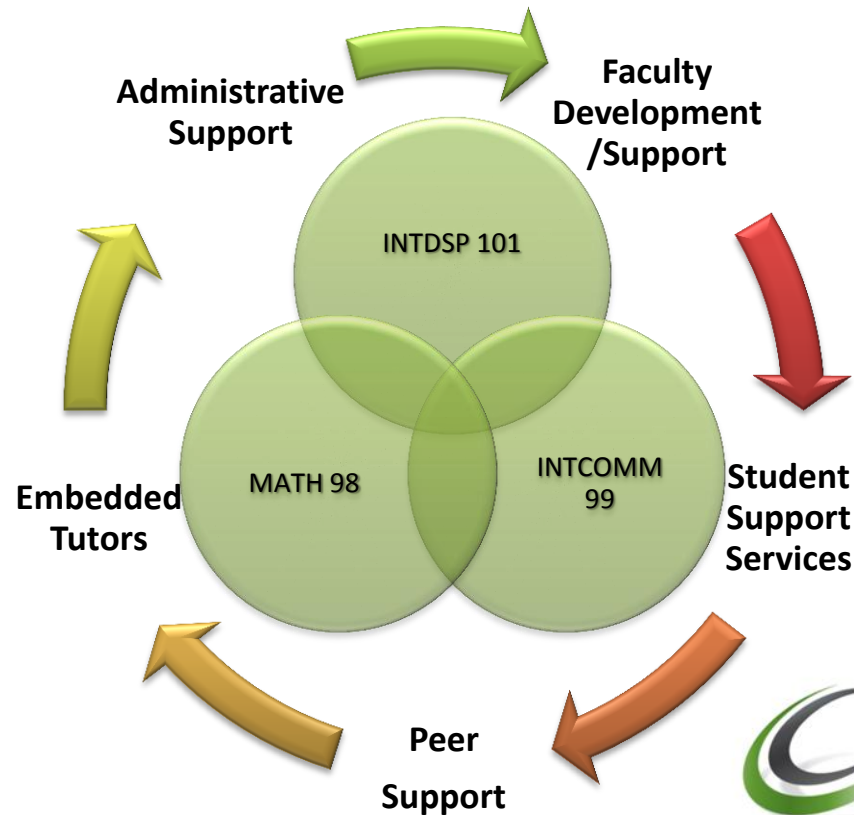 Administrative
Support
Faculty
Development
/Support
INTDSP 101
MATH 98
INTCOMM
99
Embedded
Tutors
Student
Support
Services
Peer
Support